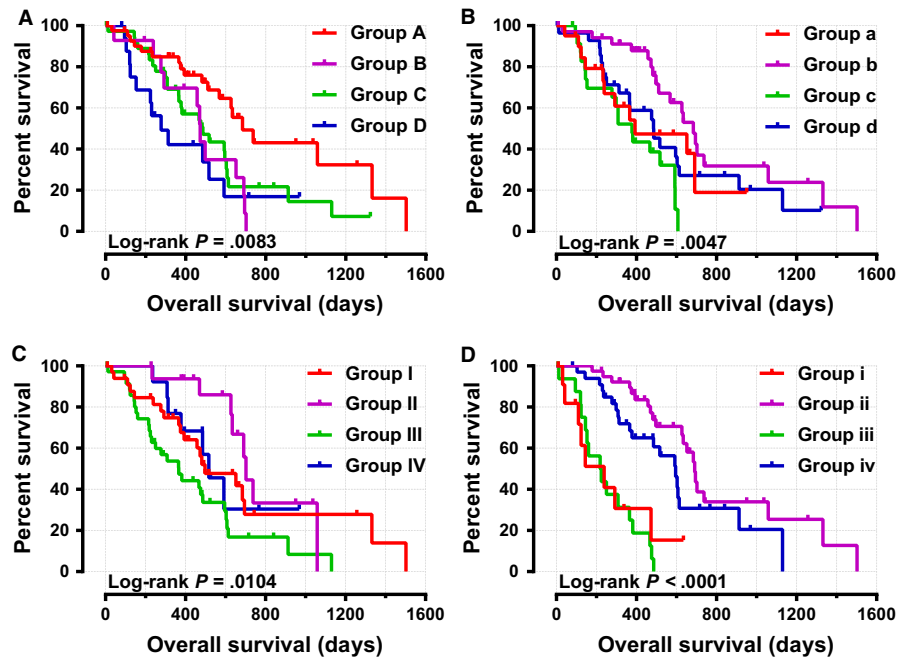 A
Percent survival
100
80
60
40
20
0
Group A
Group B
Group C
Group D
Log-rank P = .0083
0 400 800 1200 1600
Overall survival (days)
B
Percent survival
100
80
60
40
20
0
Group a
Group b
Group c
Group d
Log-rank P = .0047
0 400 800 1200 1600
Overall survival (days)
C
Percent survival
100
80
60
40
20
0
Group I
Group II
Group III
Group IV
Log-rank P = .0104
0 400 800 1200 1600
Overall survival (days)
D
Percent survival
100
80
60
40
20
0
Group i
Group ii
Group iii
Group iv
Log-rank P < .0001
0 400 800 1200 1600
Overall survival (days)